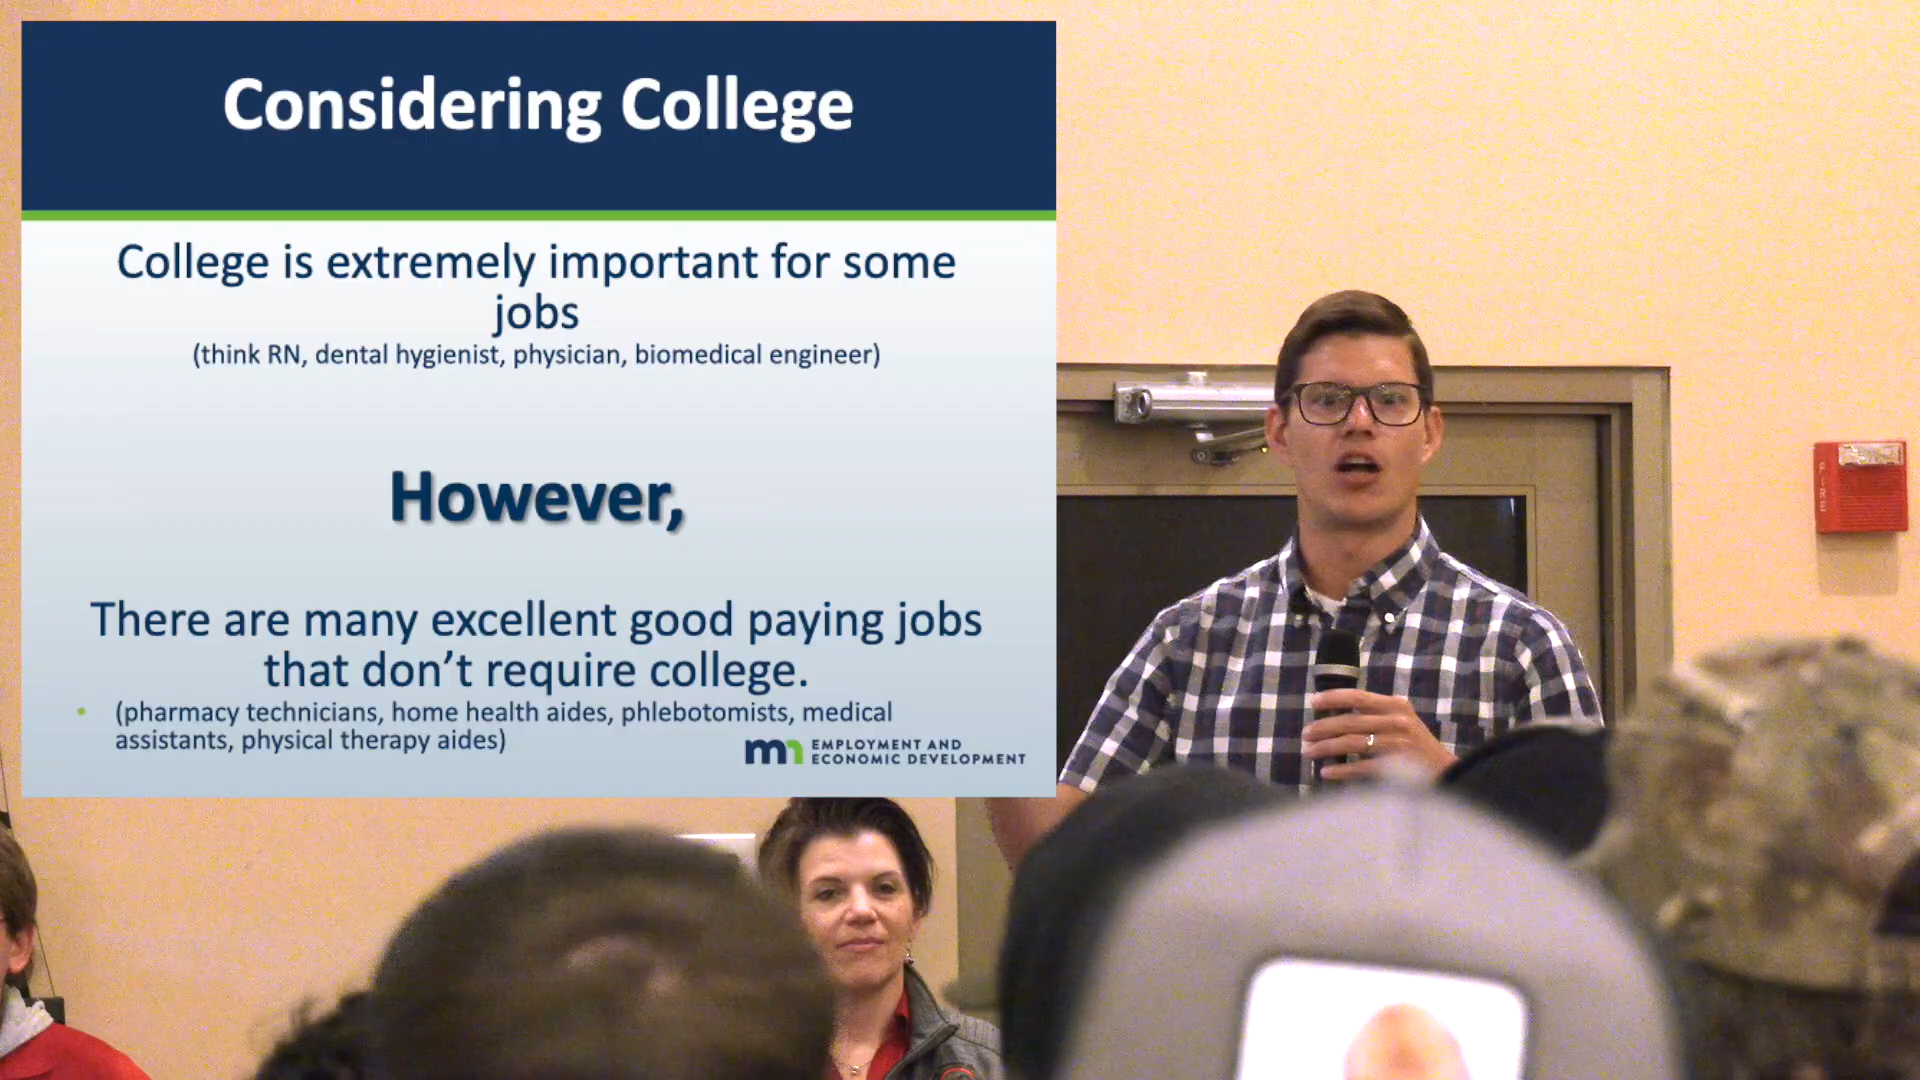 Considering College
College is extremely important for some
jobs
(think RN, dental hygienist, physician, biomedical engineer)
However,
There are many excellent good paying jobs
that don’t require college.
• (pharmacy technicians, home health aides, phlebotomists, medical
assistants, physical therapy aides)
mn EMPLOYMENT AND
ECONOMIC DEVELOPMENT
FIRE